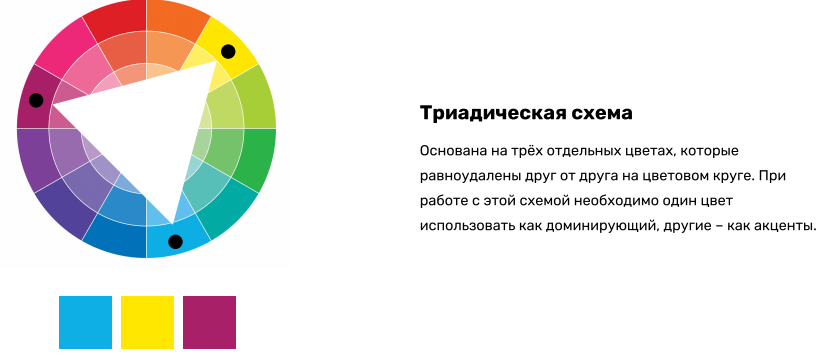 Триадическая схема
Основана на трёх отдельных цветах, которые
равноудалены друг от друга на цветовом круге. При
работе с этой схемой необходимо один цвет
использовать как доминирующий, другие – как акценты.